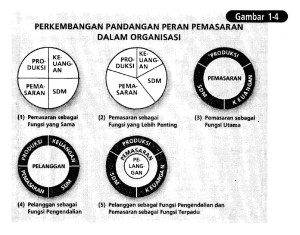 Gambar 1-4
PERKEMBANGAN PANDANGAN PERAN PEMASARAN
DALAM ORGANISASI
PRO-
DUKSI
KE-
UANG-
AN
PEMA-
SARAN
SDM
PRO-
DUKSI
KE-
UANG-
AN
PEMA-
SARAN
SDM
PRODUKSI
PEMASARAN
SDM
KEUANGAN
(1) Pemasaran sebagai
Fungsi yang Sama
(2) Pemasaran sebagai
Fungsi yang Lebih Penting
(3) Pemasaran sebagai
Fungsi Utama
PRODUKSI
KEUANGAN
PELANGGAN
PEMASARAN
SDM
PRODUKSI
PEMASARAN
PE-
LANG-
GAN
SDM
KEUANGAN
(4) Pelanggan sebagai
Fungsi Pengendalian
(5) Pelanggan sebagai Fungsi Pengendalian dan
Pemasaran sebagai Fungsi Terpadu